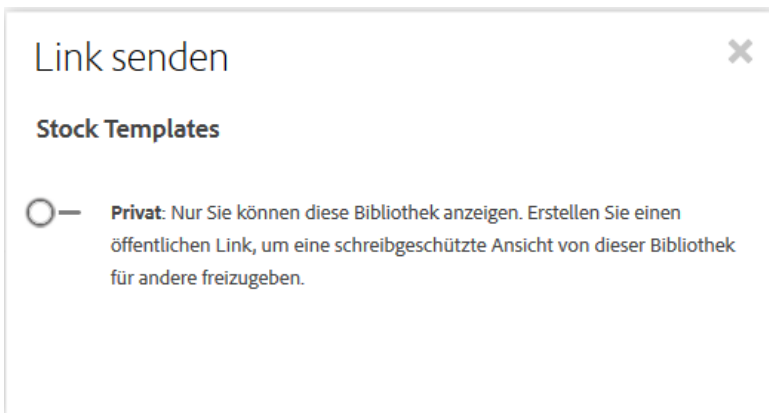 Link senden
Stock Templates
Privat: Nur Sie können diese Bibliothek anzeigen. Erstellen Sie einen
öffentlichen Link, um eine schreibgeschützte Ansicht von dieser Bibliothek
für andere freizugeben.